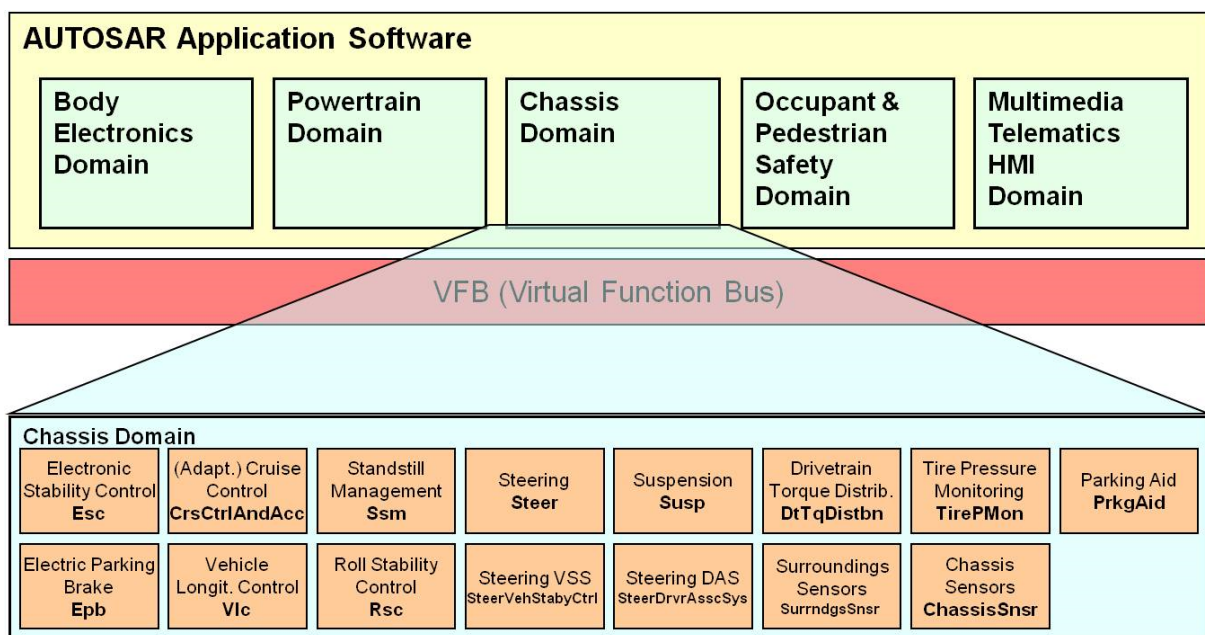 AUTOSAR Application Software
Body
Electronics
Domain
Powertrain
Domain
Chassis
Domain
Occupant &
Pedestrian
Safety
Domain
Multimedia
Telematics
HMI
Domain
VFB (Virtual Function Bus)
Chassis Domain
Electronic
Stability Control
Esc
(Adapt.) Cruise
Control
CrsCtrlAndAcc
Standstill
Management
Ssm
Steering
Steer
Suspension
Susp
Drivetrain
Torque Distrib.
DtTqDistbn
Tire Pressure
Monitoring
TirePMon
Parking Aid
PrkgAid
Electric Parking
Brake
Epb
Vehicle
Longit. Control
Vlc
Roll Stability
Control
Rsc
Steering VSS
SteerVehStabyCtrl
Steering DAS
SteerDrvrAsscSys
Surroundings
Sensors
SurrndgsSnsr
Chassis
Sensors
ChassisSnsr